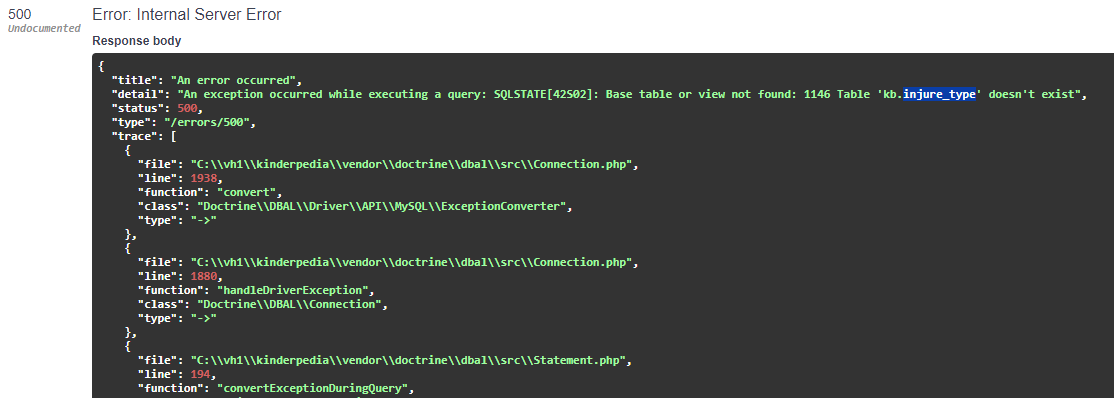 500
Undocumented
Error: Internal Server Error
Response body
{
"title": "An error occurred",
"detail": "An exception occurred while executing a query: SQLSTATE[42S02]: Base table or view not found: 1146 Table 'kb.injure_type' doesn't exist",
"status": 500,
"type": "/errors/500",
"trace": [
{
"file": "C:\\vh1\\kinderpedia\\vendor\\doctrine\\dbal\\src\\Connection.php",
"line": 1938,
"function": "convert",
"class": "Doctrine\\DBAL\\Driver\\API\\MySQL\\ExceptionConverter",
"type": "->"
},
{
"file": "C:\\vh1\\kinderpedia\\vendor\\doctrine\\dbal\\src\\Connection.php",
"line": 1880,
"function": "handleDriverException",
"class": "Doctrine\\DBAL\\Connection",
"type": "->"
},
{
"file": "C:\\vh1\\kinderpedia\\vendor\\doctrine\\dbal\\src\\Statement.php",
"line": 194,
"function": "convertExceptionDuringQuery",